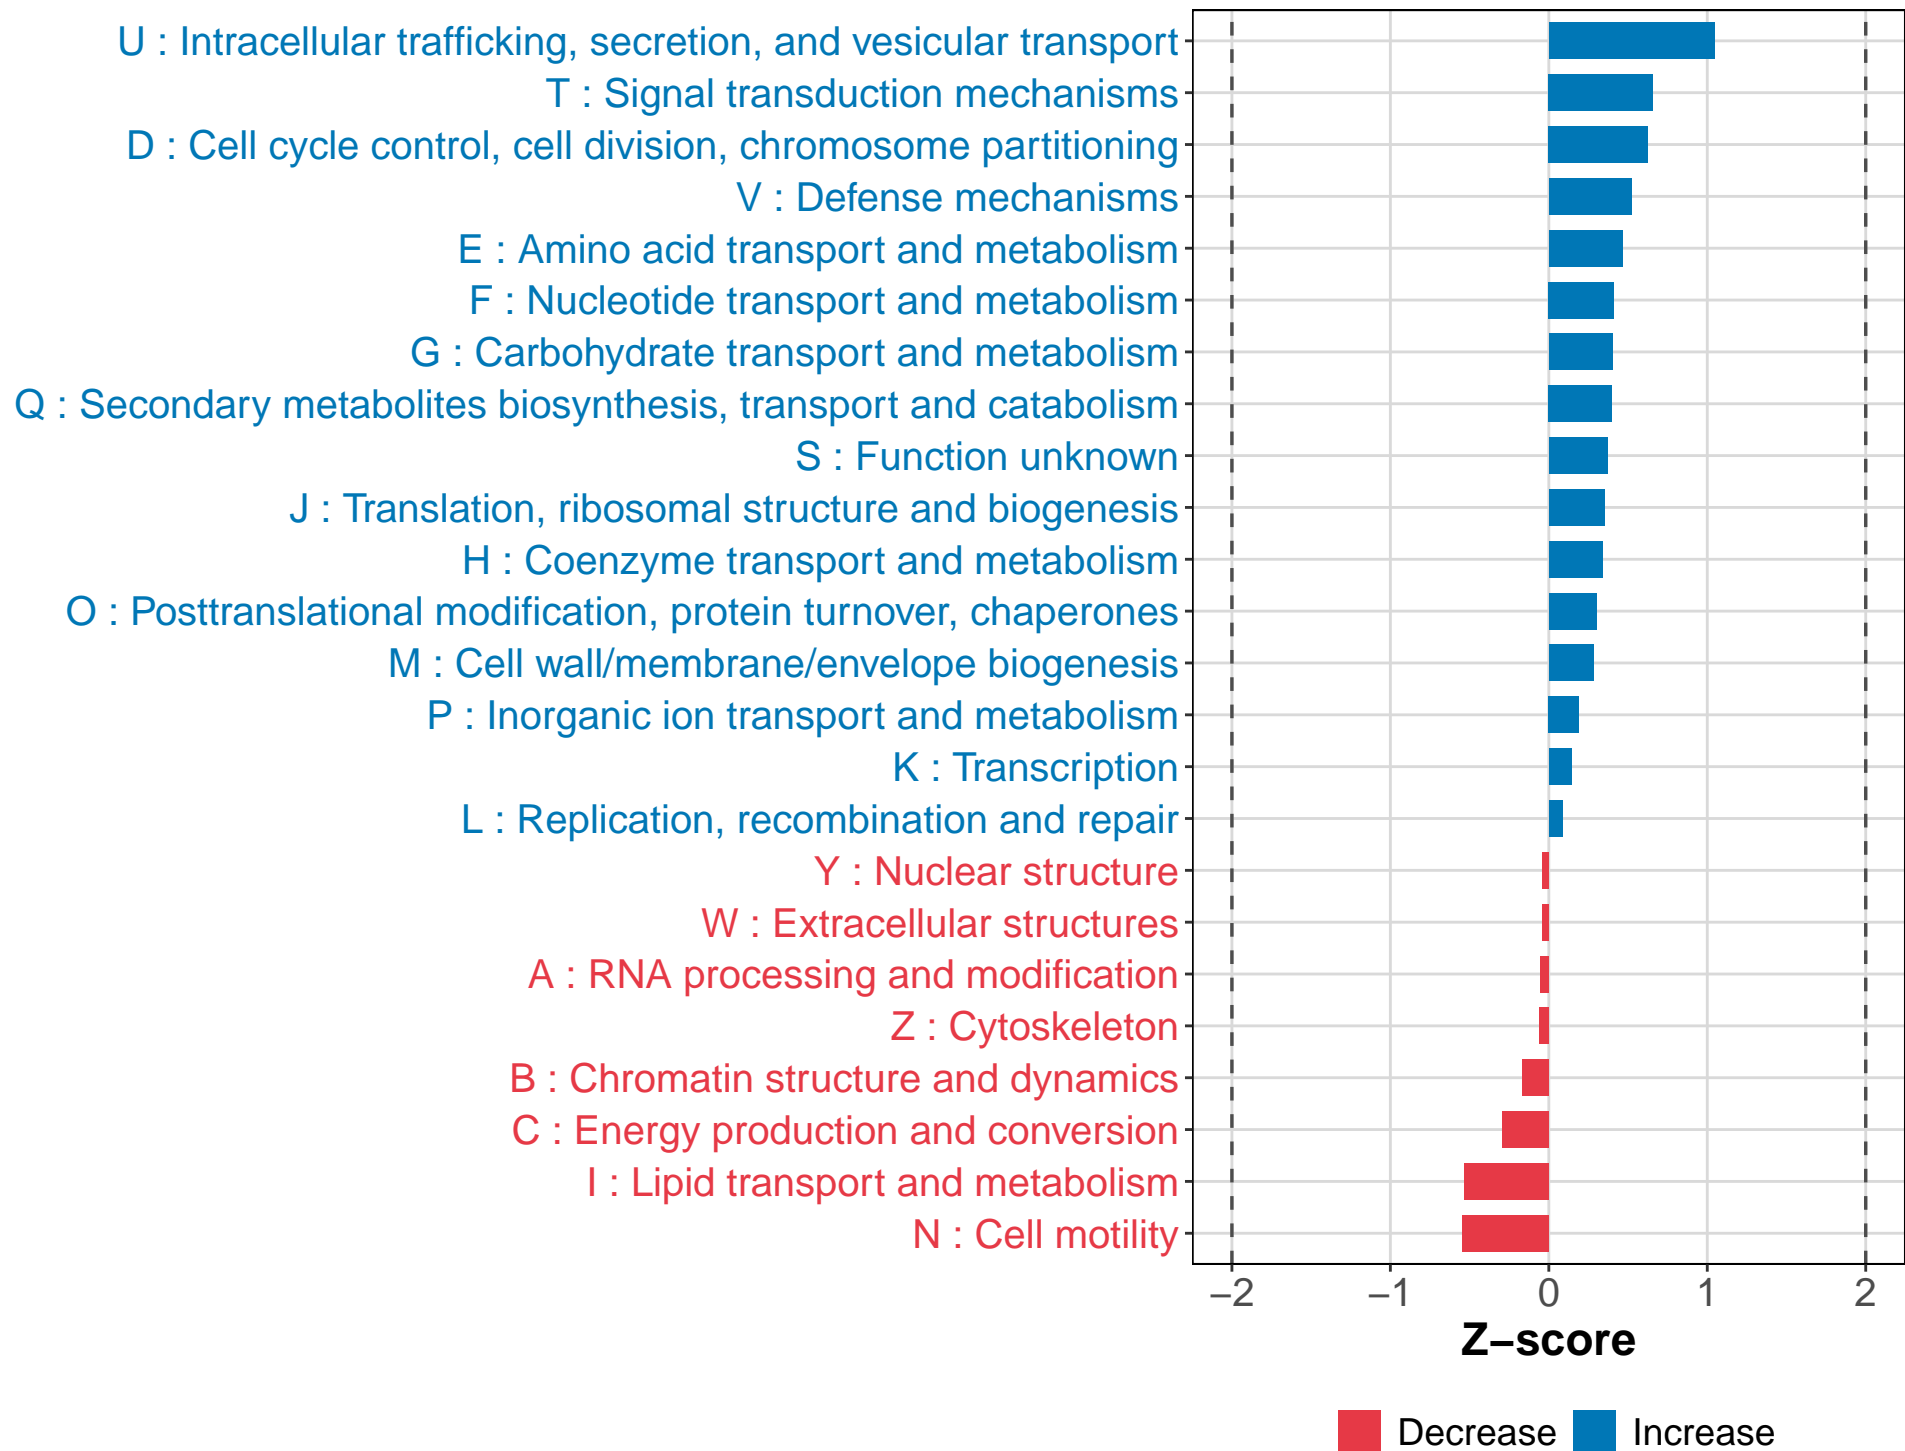 U : Intracellular trafficking, secretion, and vesicular transport
T : Signal transduction mechanisms
D : Cell cycle control, cell division, chromosome partitioning
V : Defense mechanisms
E : Amino acid transport and metabolism
F : Nucleotide transport and metabolism
G : Carbohydrate transport and metabolism
Q : Secondary metabolites biosynthesis, transport and catabolism
S : Function unknown
J : Translation, ribosomal structure and biogenesis
H : Coenzyme transport and metabolism
O : Posttranslational modification, protein turnover, chaperones
M : Cell wall/membrane/envelope biogenesis
P : Inorganic ion transport and metabolism
K : Transcription
L : Replication, recombination and repair
Y : Nuclear structure
W : Extracellular structures
A : RNA processing and modification
Z : Cytoskeleton
B : Chromatin structure and dynamics
C : Energy production and conversion
I : Lipid transport and metabolism
N : Cell motility
−2 −1 0 1 2
Z−score
Decrease Increase